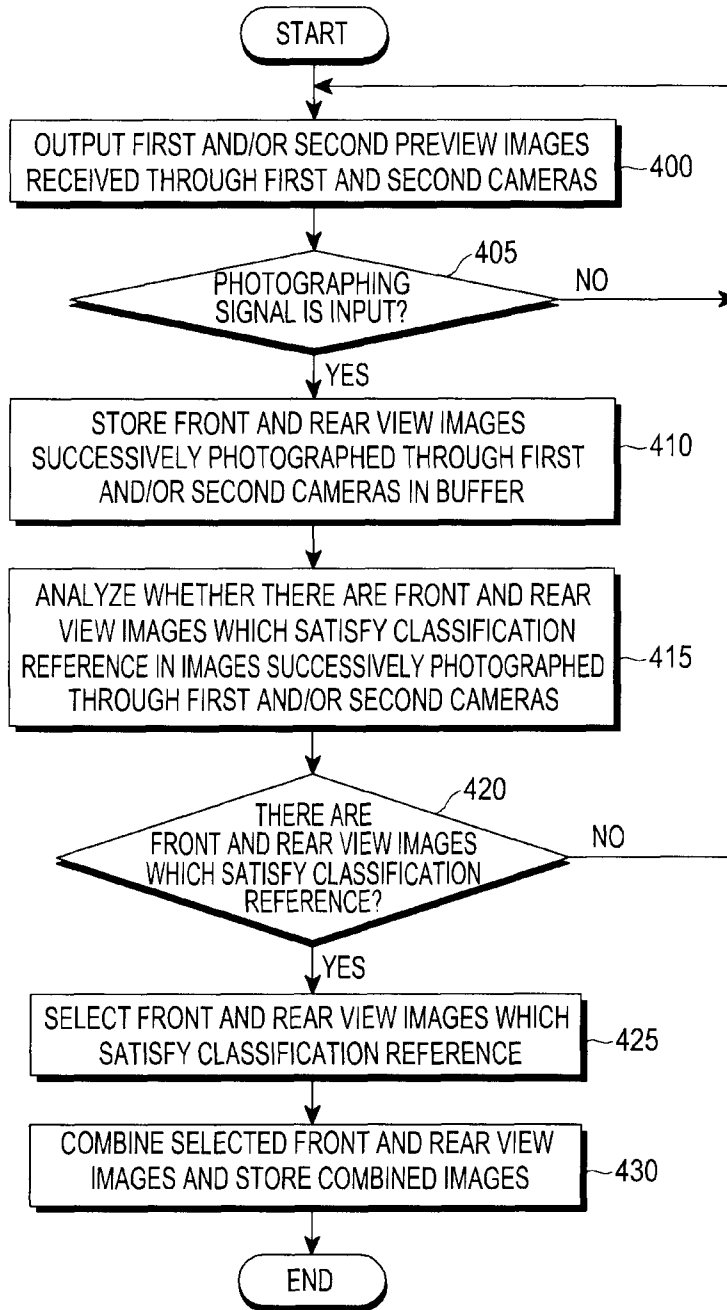 START
OUTPUT FIRST AND/OR SECOND PREVIEW IMAGES
RECEIVED THROUGH FIRST AND SECOND CAMERAS
400
405
PHOTOGRAPHING
SIGNAL IS INPUT?
NO
YES
STORE FRONT AND REAR VIEW IMAGES
SUCCESSIVELY PHOTOGRAPHED THROUGH FIRST
AND/OR SECOND CAMERAS IN BUFFER
410
ANALYZE WHETHER THERE ARE FRONT AND REAR
VIEW IMAGES WHICH SATISFY CLASSIFICATION
REFERENCE IN IMAGES SUCCESSIVELY PHOTOGRAPHED
THROUGH FIRST AND/OR SECOND CAMERAS
415
420
THERE ARE
FRONT AND REAR VIEW IMAGES
WHICH SATISFY CLASSIFICATION
REFERENCE?
NO
YES
SELECT FRONT AND REAR VIEW IMAGES WHICH
SATISFY CLASSIFICATION REFERENCE
425
COMBINE SELECTED FRONT AND REAR VIEW
IMAGES AND STORE COMBINED IMAGES
430
END